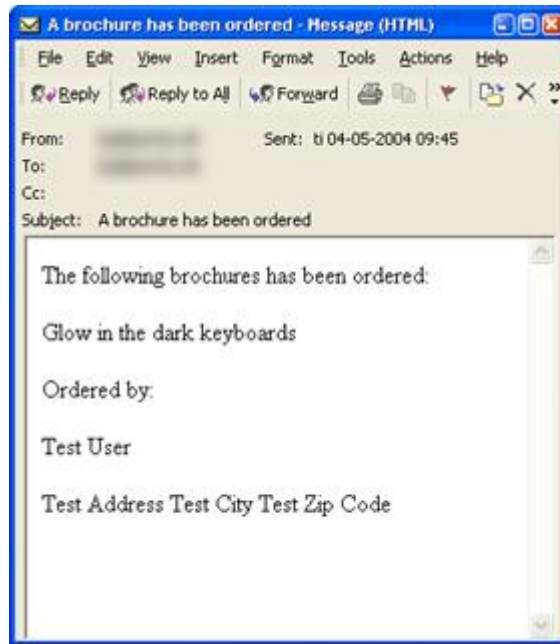 A brochure has been ordered - Message (HTML)
File Edit View Insert Format Tools Actions Help
Reply Reply to All Forward
From: Sent: ti 04-05-2004 09:45
To:
Cc:
Subject: A brochure has been ordered
The following brochures has been ordered:
Glow in the dark keyboards
Ordered by:
Test User
Test Address Test City Test Zip Code